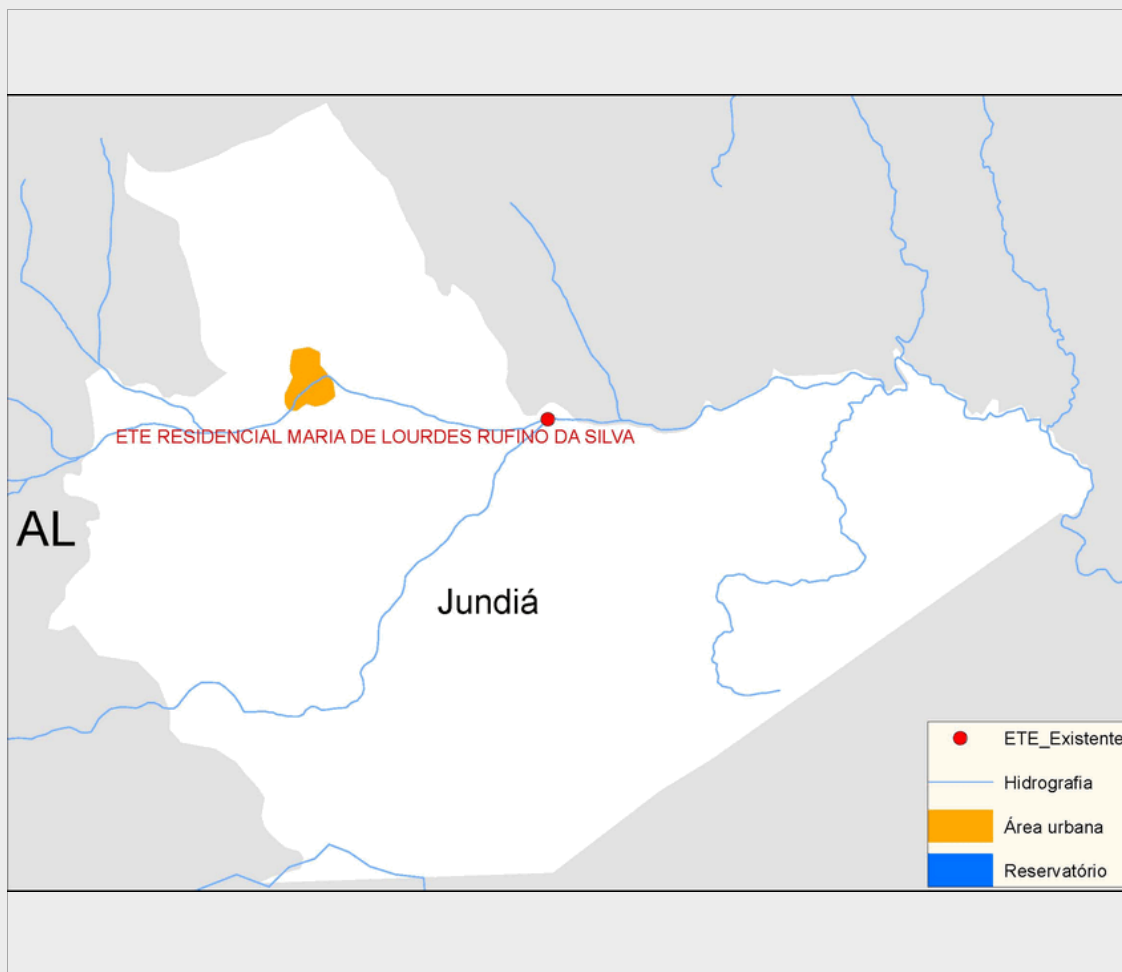 ETE RESIDENCIAL MARIA DE LOURDES RUFINO DA SILVA
AL
Jundiá
ETE_Existente
Hidrografia
Área urbana
Reservatório